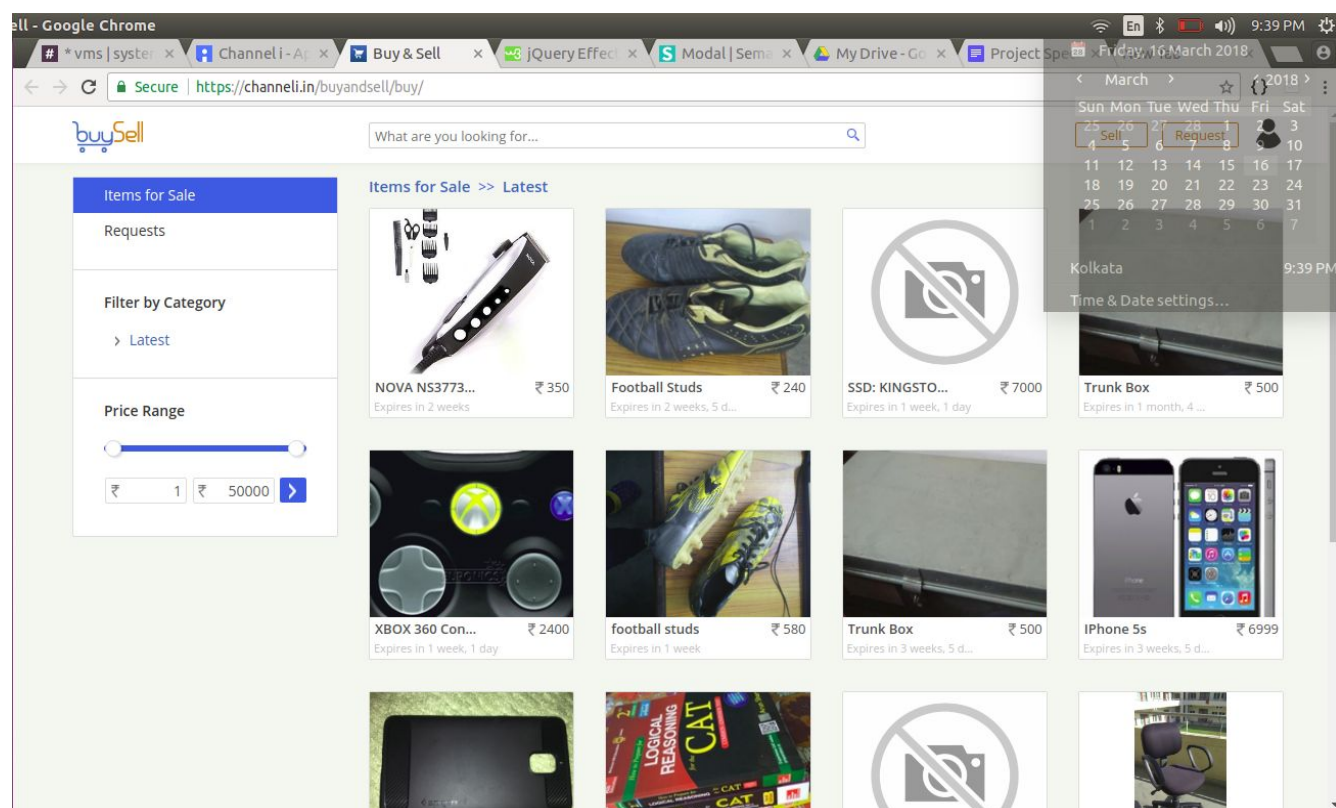 ell - Google Chrome
En
9:39 PM
# * vms | system
Channel i - Ap
Buy & Sell
jQuery Effect
Modal | Sema
My Drive - Go
Project Spe
Friday, 16 March 2018
Secure https://channeli.in/buyandsell/buy/
March 2018
Sun Mon Tue Wed Thu Fri Sat
25 26 27 28 1 2 3
4 5 6 7 8 9 10
11 12 13 14 15 16 17
18 19 20 21 22 23 24
25 26 27 28 29 30 31
1 2 3 4 5 6 7
Kolkata 9:39 PM
Time & Date settings...
buySell
What are you looking for...
Sell
Request
Items for Sale
Requests
Filter by Category
Latest
Price Range
₹ 1 ₹ 50000
Items for Sale >> Latest
NOVA
NOVA NS3773... ₹ 350
Expires in 2 weeks
Football Studs ₹ 240
Expires in 2 weeks, 5 d...
SSD: KINGSTO... ₹ 7000
Expires in 1 week, 1 day
Trunk Box ₹ 500
Expires in 1 month, 4 ...
XBOX 360 Con... ₹ 2400
Expires in 1 week, 1 day
football studs ₹ 580
Expires in 1 week
Trunk Box ₹ 500
Expires in 3 weeks, 5 d...
iPhone
IPhone 5s ₹ 6999
Expires in 3 weeks, 5 d...
LOGICAL
REASONING
for the CAT
CAT